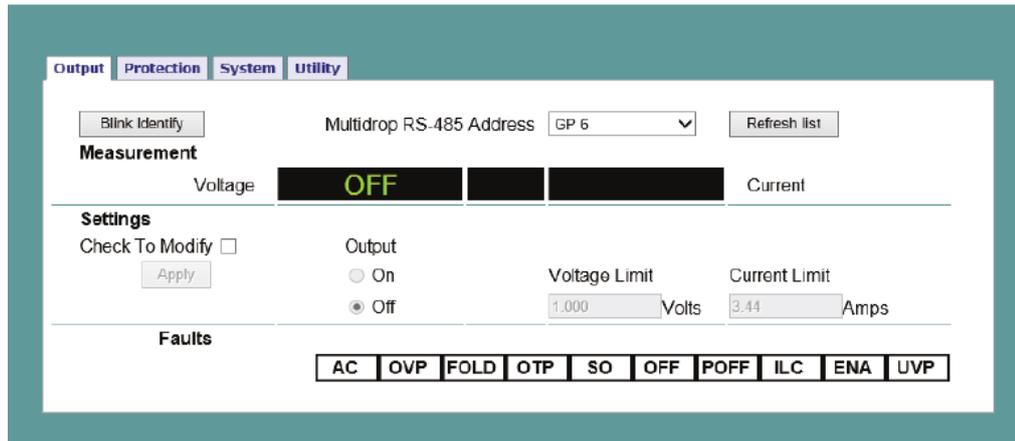 Output Protection System Utility
Blink Identify Multidrop RS-485 Address GP 6 Refresh list
Measurement
Voltage OFF Current
Settings
Check To Modify Output
Apply On Voltage Limit Current Limit
Off 1.000 Volts 3.44 Amps
Faults
AC OVP FOLD OTP SO OFF POFF ILC ENA UVP